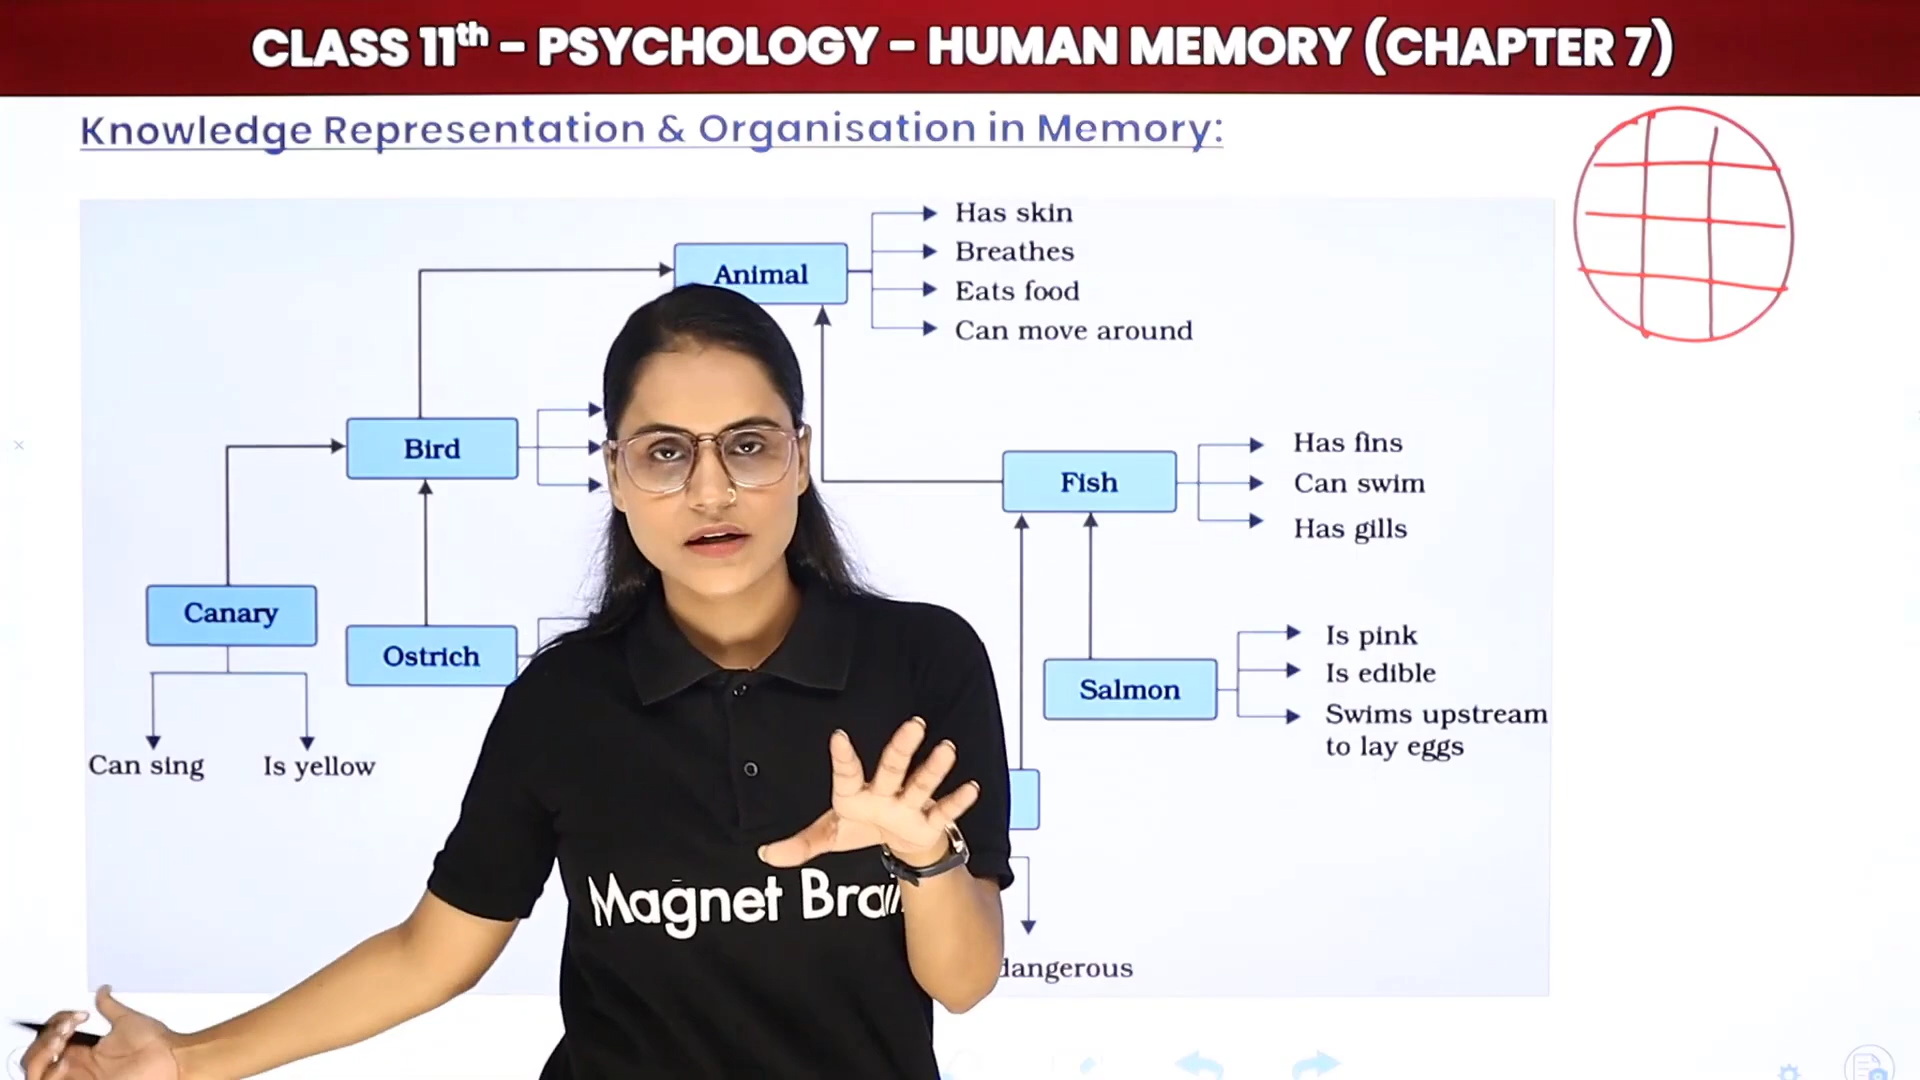 CLASS 11th - PSYCHOLOGY - HUMAN MEMORY (CHAPTER 7)
Knowledge Representation & Organisation in Memory:
Has skin
Breathes
Animal
Eats food
Can move around
Bird
Has fins
Fish
Can swim
Has gills
Canary
Ostrich
Is pink
Salmon
Is edible
Swims upstream
to lay eggs
Can sing
Is yellow
Magnet Brai
dangerous